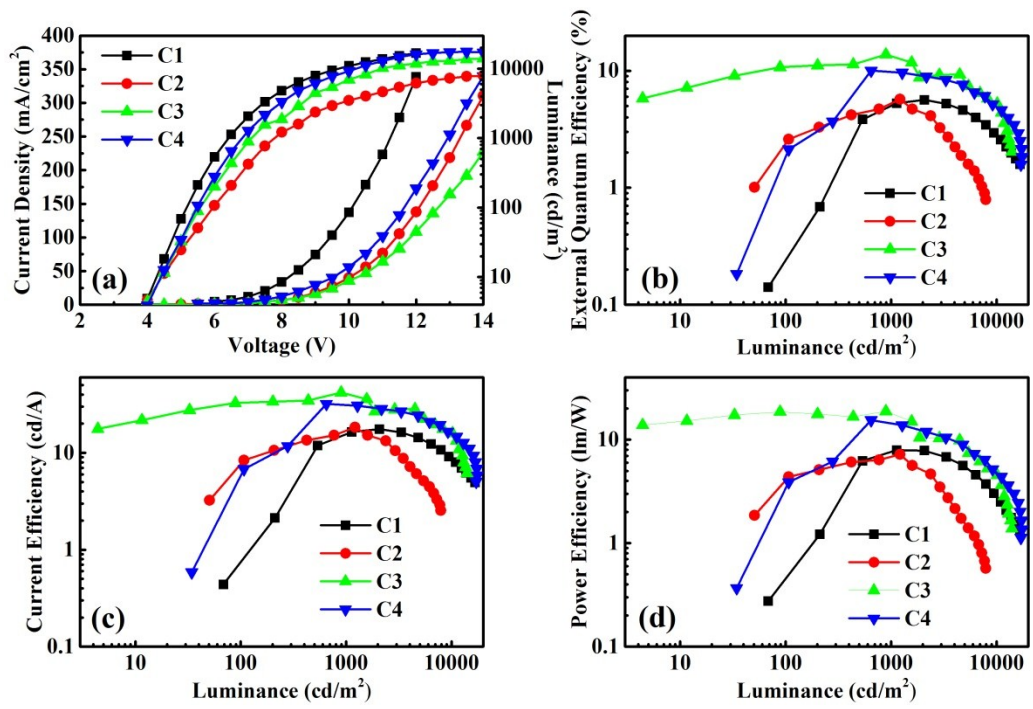 400
350
300
250
200
150
100
50
0
Current Density (mA/cm²)
C1
C2
C3
C4
(a)
10000
1000
100
10
Luminance (cd/m²)
2 4 6 8 10 12 14
Voltage (V)
External Quantum Efficiency (%)
10
1
0.1
C1
C2
C3
C4
(b)
10 100 1000 10000
Luminance (cd/m²)
Current Efficiency (cd/A)
10
1
0.1
C1
C2
C3
C4
(c)
10 100 1000 10000
Luminance (cd/m²)
Power Efficiency (lm/W)
10
1
0.1
C1
C2
C3
C4
(d)
10 100 1000 10000
Luminance (cd/m²)